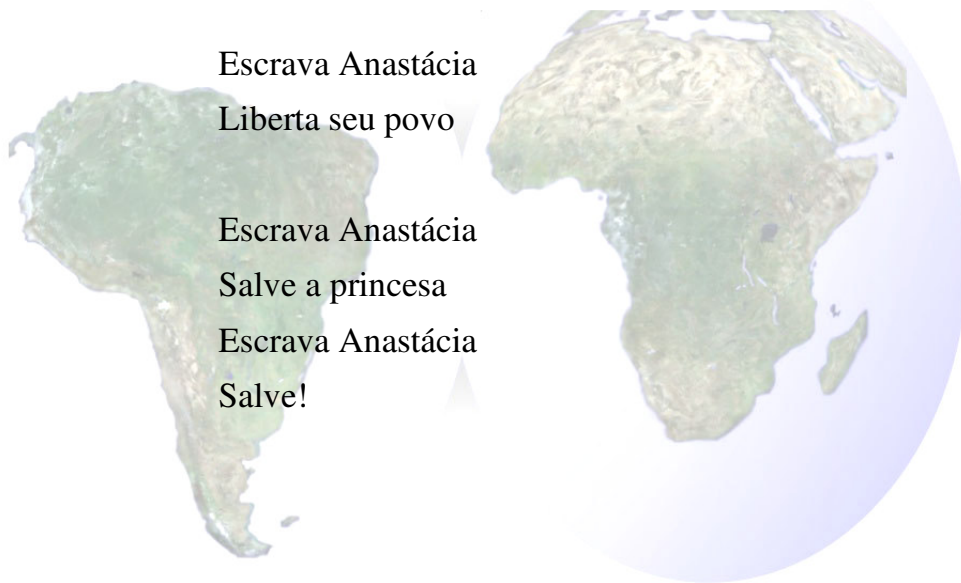 Escrava Anastácia
Liberta seu povo
Escrava Anastácia
Salve a princesa
Escrava Anastácia
Salve!